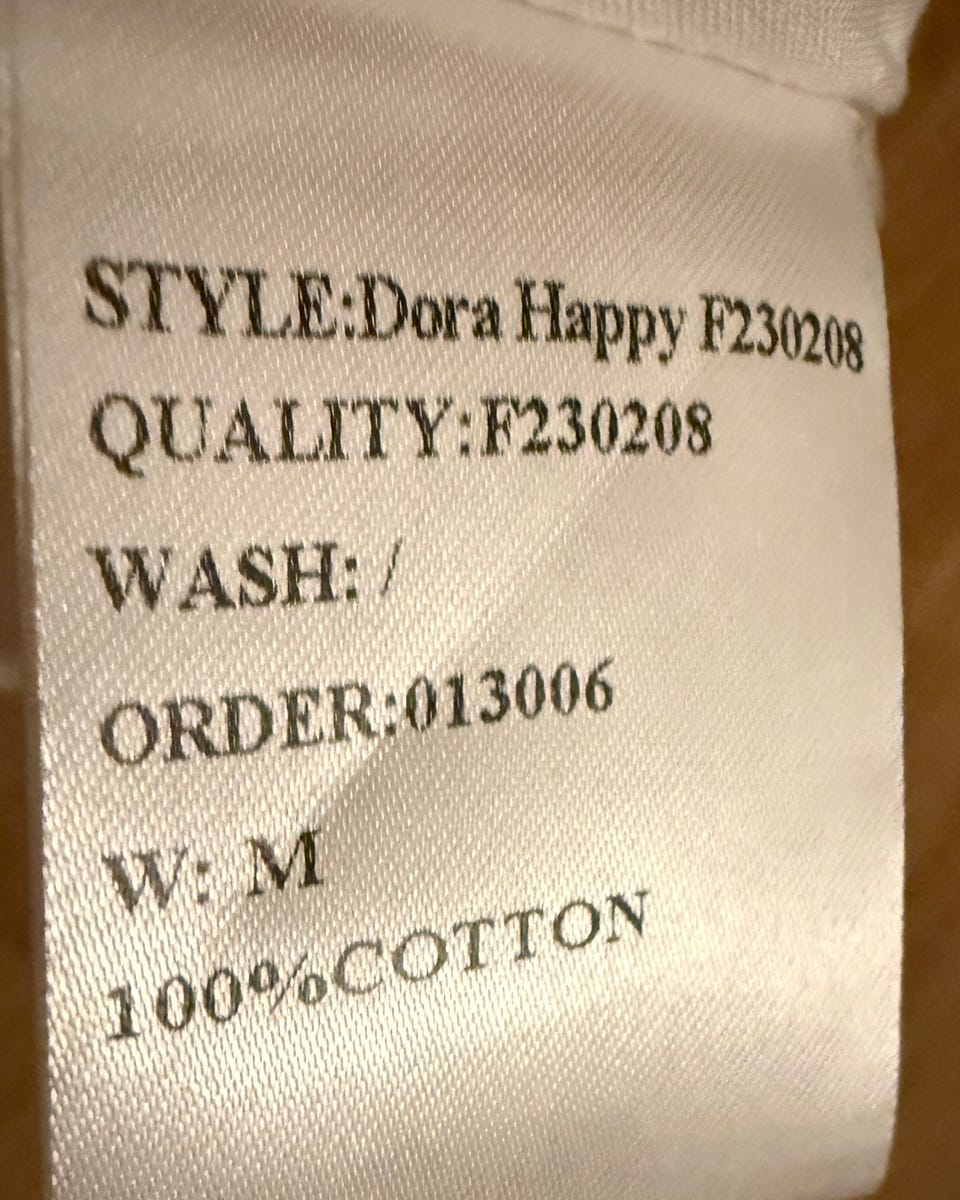 STYLE:Dora Happy F230208
QUALITY:F230208
WASH: /
ORDER:013006
W: M
100%COTTON